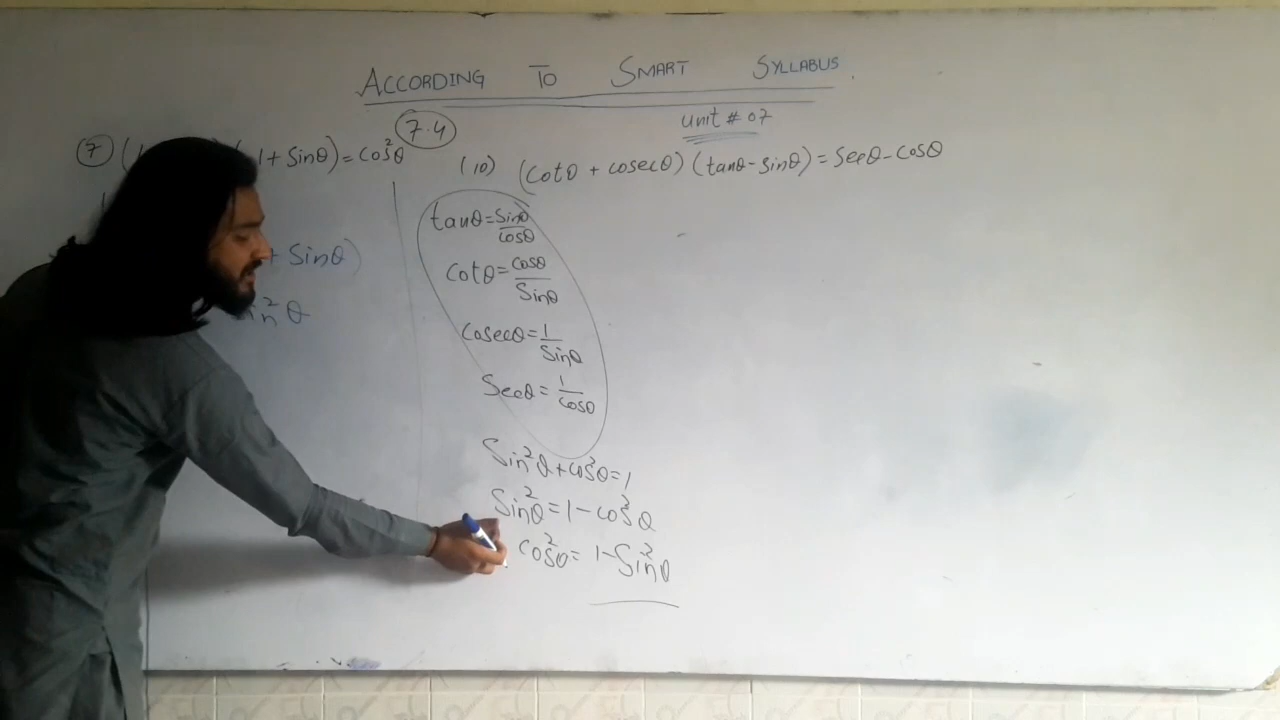 ACCORDING TO SMART SYLLABUS
7.4
Unit # 07
7 ( 1 + Sinθ) = Cos²θ
+ Sinθ)
in²θ
(10) (Cotθ + Cosecθ) (tanθ - Sinθ) = Secθ - Cosθ
tanθ = Sinθ/Cosθ
Cotθ = Cosθ/Sinθ
Cosecθ = 1/Sinθ
Secθ = 1/Cosθ
Sin²θ + Cos²θ = 1
Sin²θ = 1 - Cos²θ
Cos²θ = 1 - Sin²θ